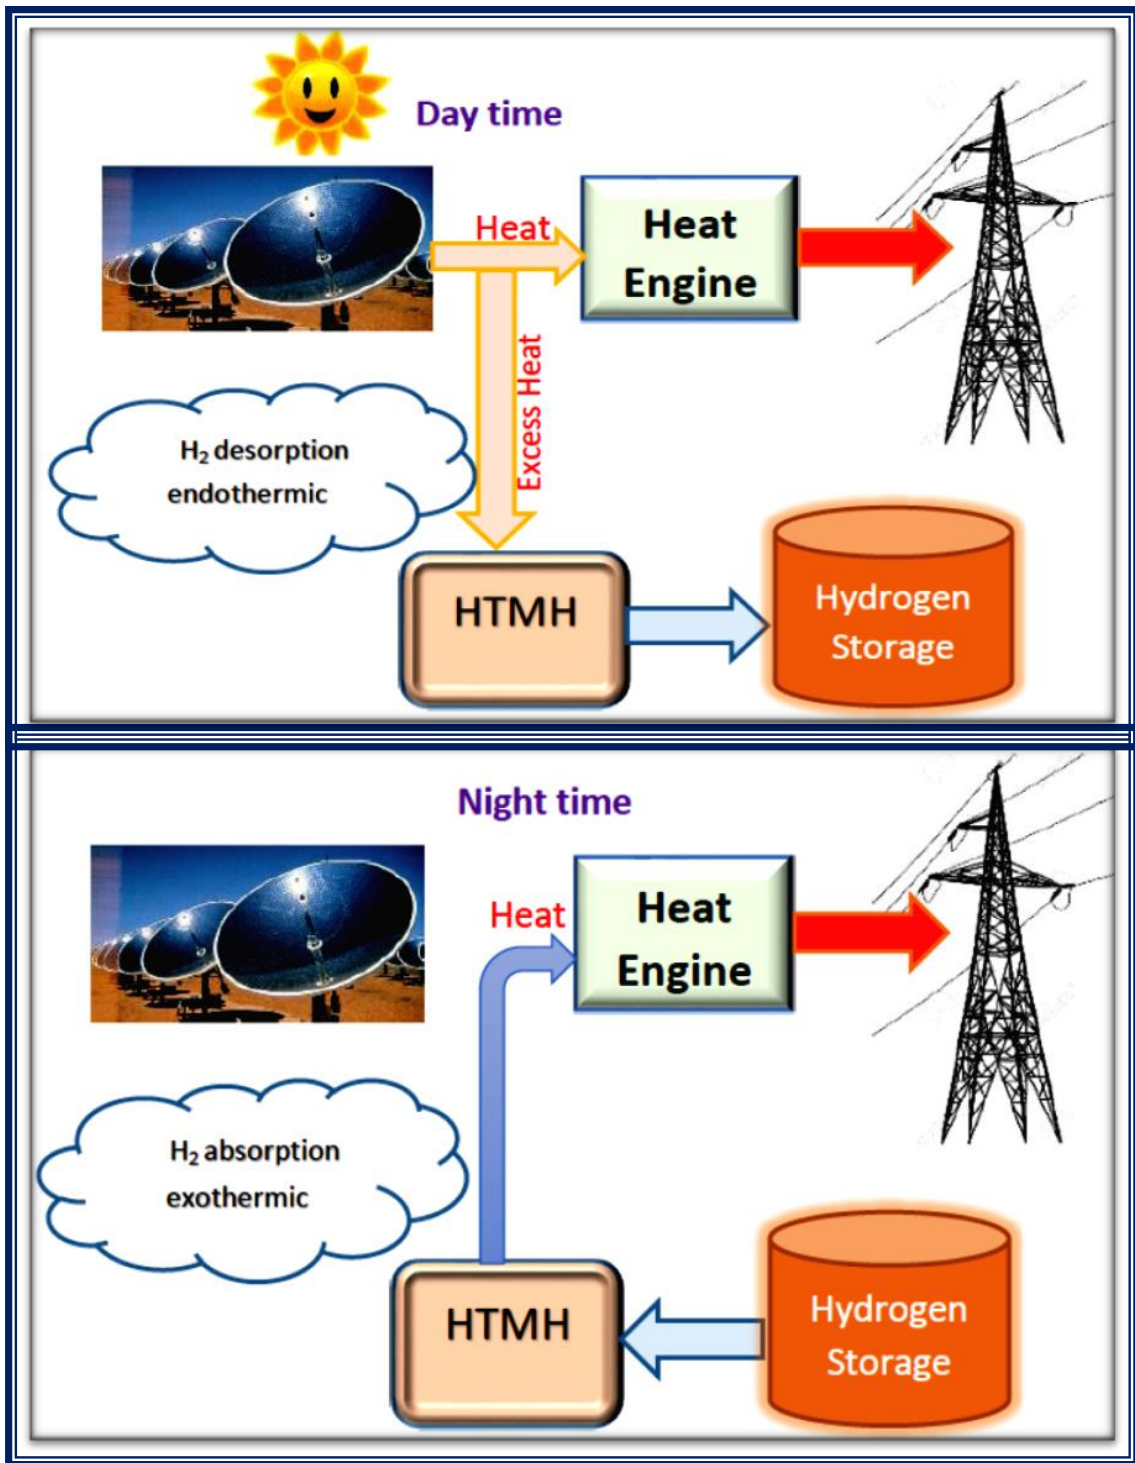 Day time
Heat
Heat
Engine
Excess Heat
H₂ desorption
endothermic
HTMH
Hydrogen
Storage
Night time
Heat
Heat
Engine
H₂ absorption
exothermic
HTMH
Hydrogen
Storage